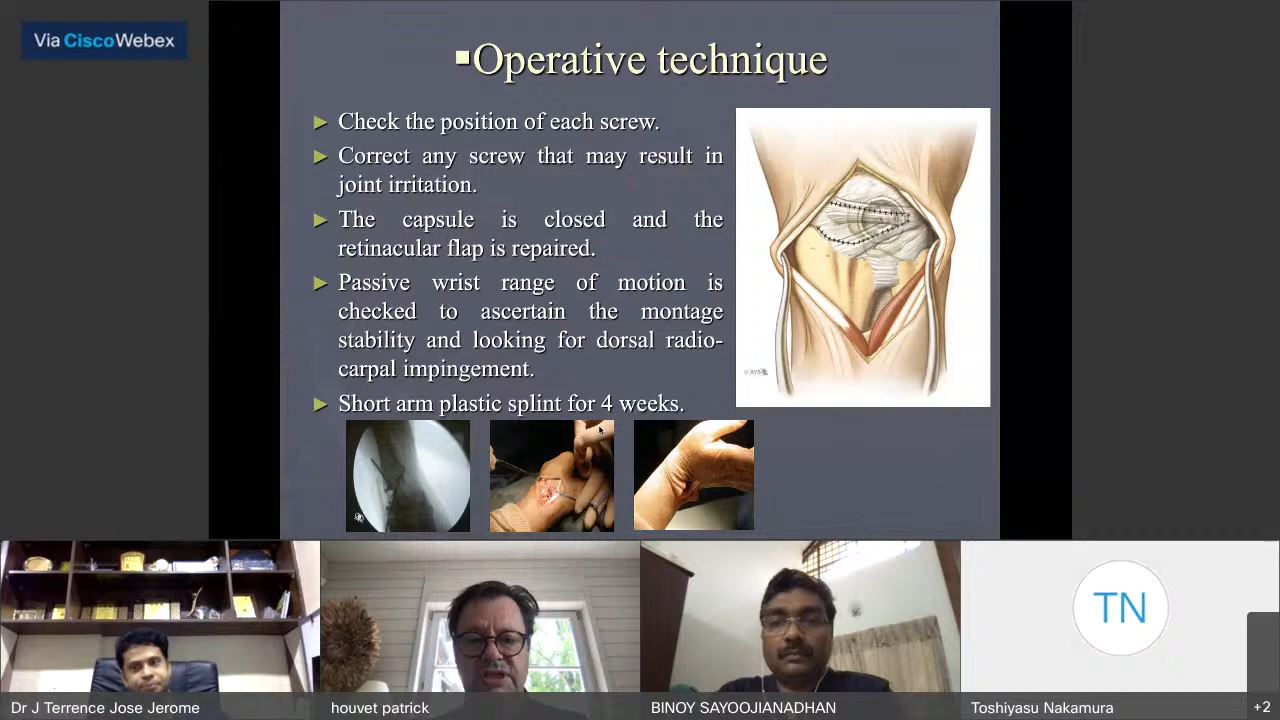 Via Cisco Webex
▪Operative technique
► Check the position of each screw.
► Correct any screw that may result in
joint irritation.
► The capsule is closed and the
retinacular flap is repaired.
► Passive wrist range of motion is
checked to ascertain the montage
stability and looking for dorsal radio-
carpal impingement.
► Short arm plastic splint for 4 weeks.
TN
Dr J Terrence Jose Jerome
houvet patrick
BINOY SAYOOJIANADHAN
Toshiyasu Nakamura
+2